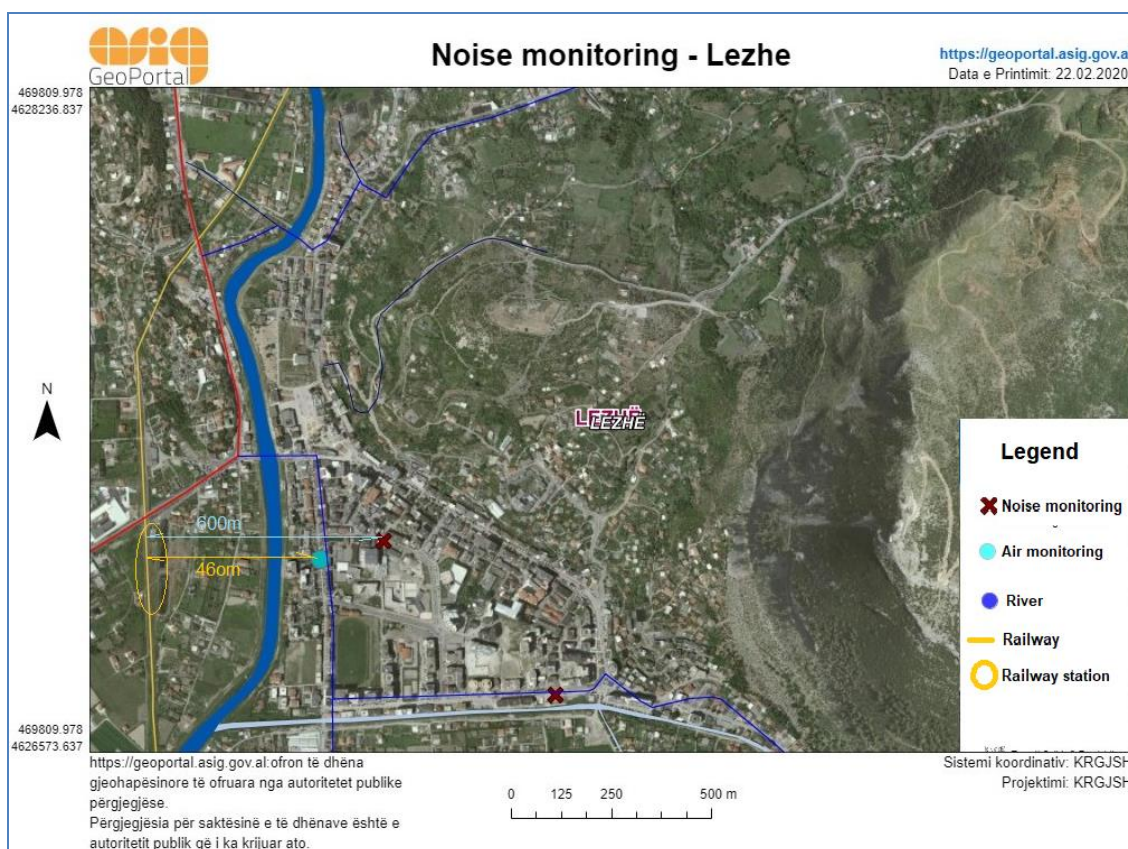 asig
GeoPortal
Noise monitoring - Lezhe
https://geoportal.asig.gov.a
Data e Printimit: 22.02.2020
469809.978
4628236.837
N
LEZHË
LEZHË
600m
46om
Legend
Noise monitoring
Air monitoring
River
Railway
Railway station
469809.978
4626573.637
https://geoportal.asig.gov.al:ofron të dhëna
gjeohapësinore të ofruara nga autoritetet publike
përgjegjëse.
Përgjegjësia për saktësinë e të dhënave është e
autoritetit publik që i ka krijuar ato.
0 125 250 500 m
Sistemi koordinativ: KRGJSH
Projektimi: KRGJSH